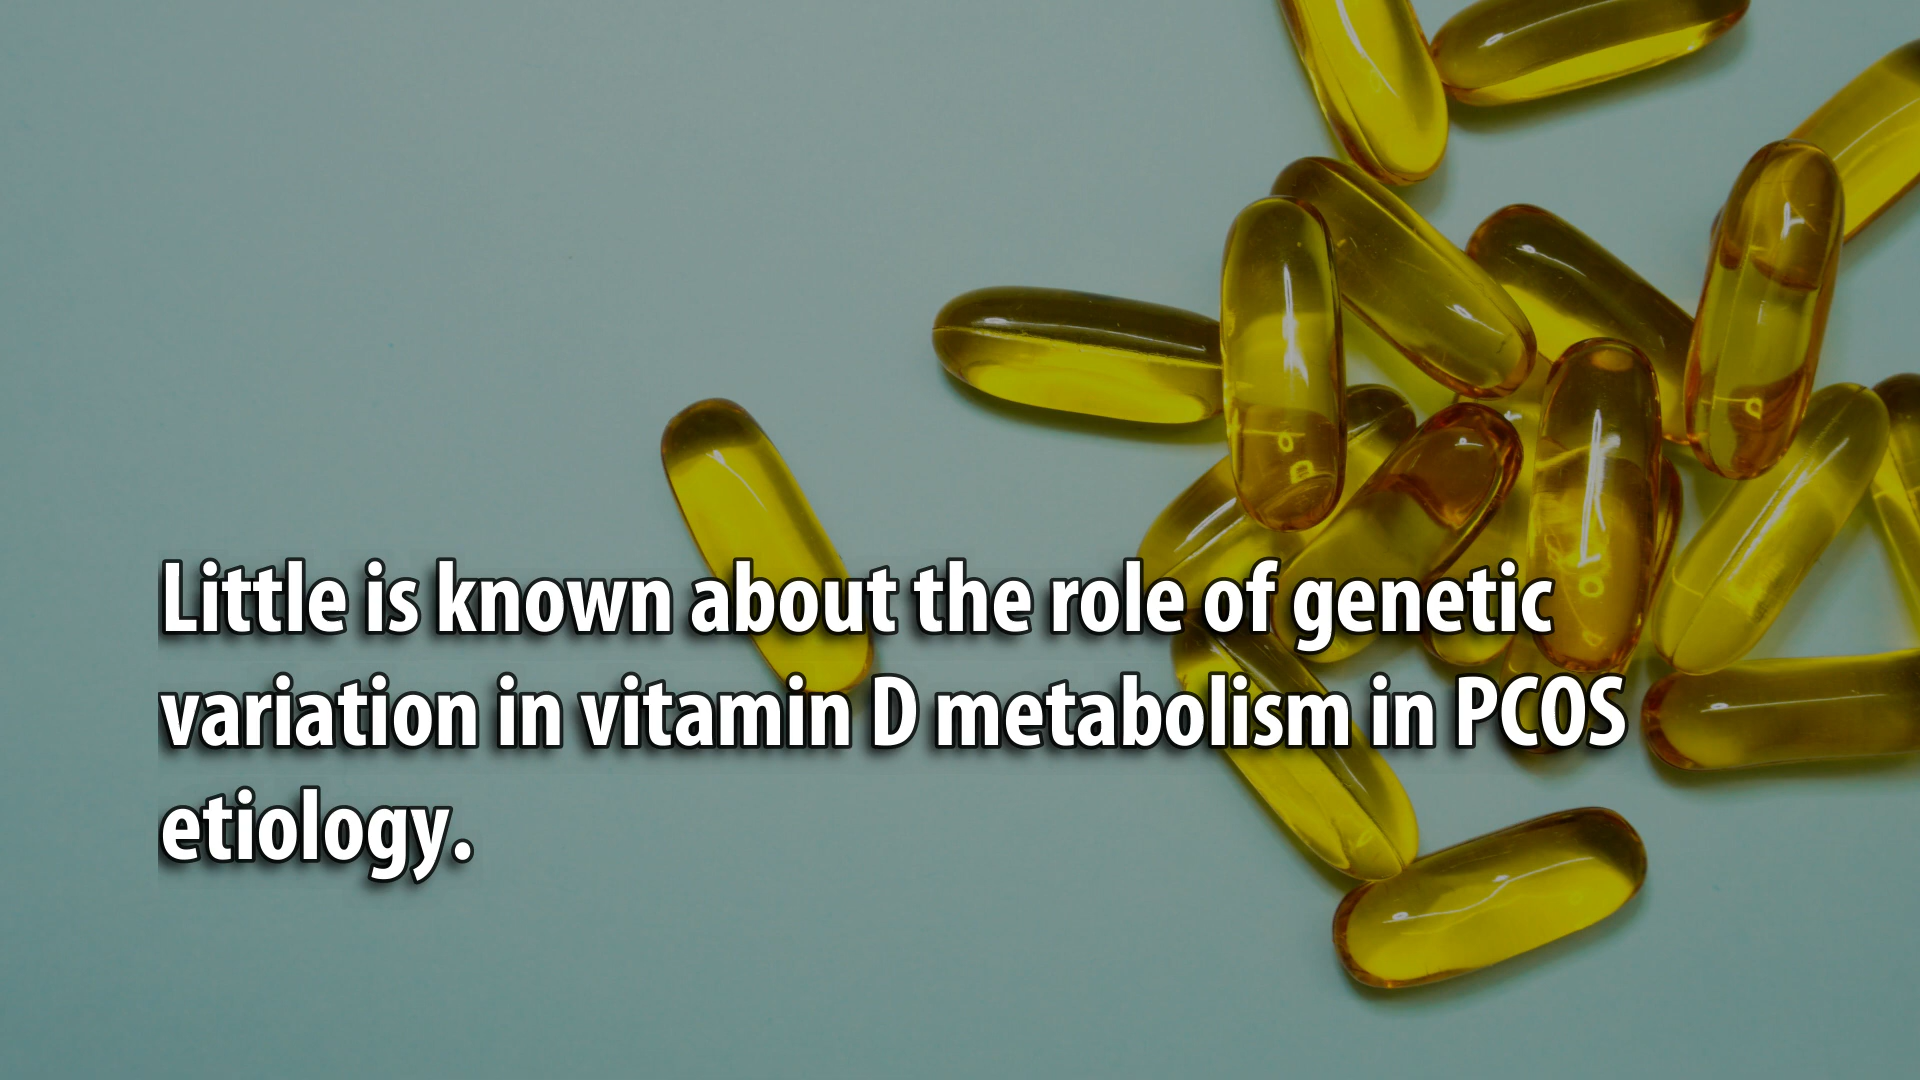 Little is known about the role of genetic
variation in vitamin D metabolism in PCOS
etiology.